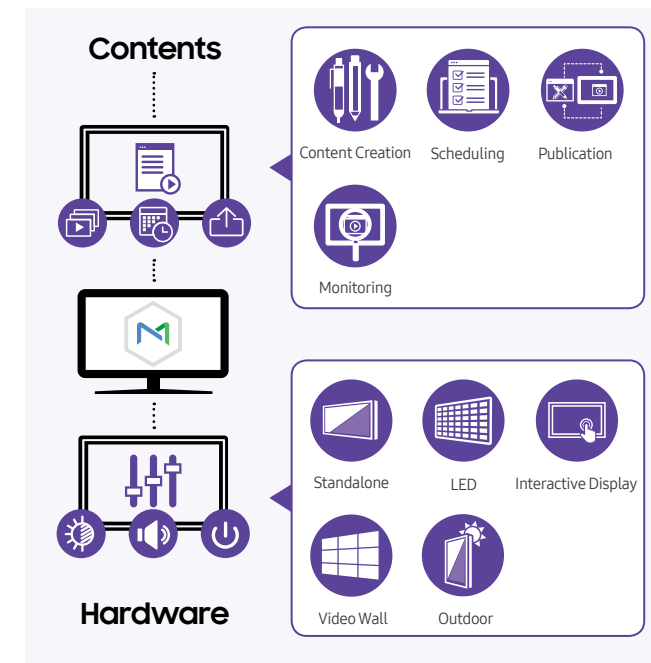 Contents
Content Creation
Scheduling
Publication
Monitoring
Standalone
LED
Interactive Display
Video Wall
Outdoor
Hardware